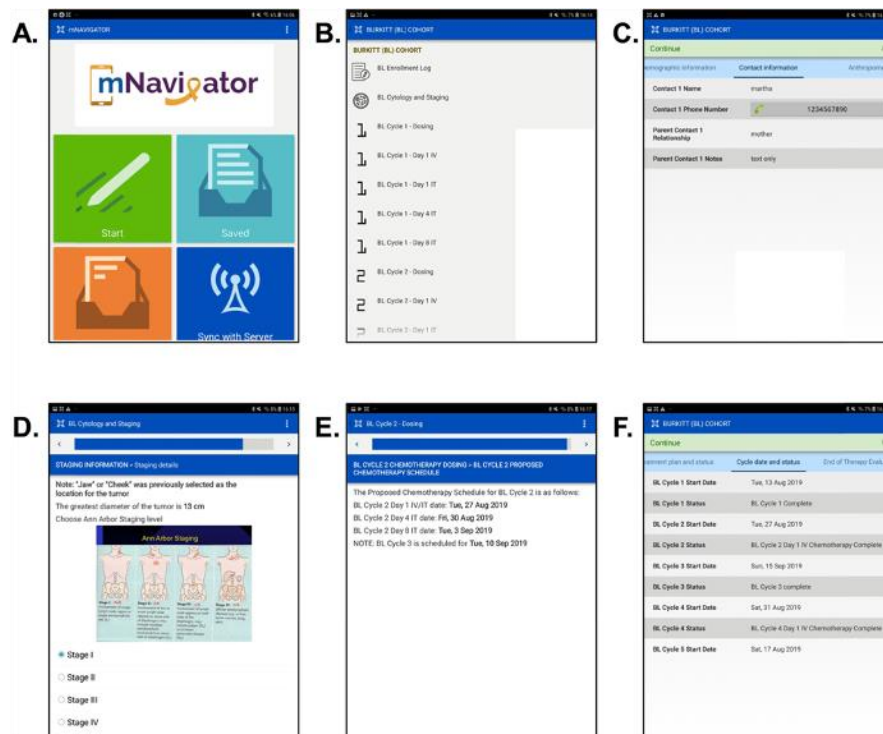 A.
mNAVIGATOR
mNavigator
Start
Saved
Sync with Server
B.
BURKITT (BL) COHORT
BURKITT (BL) COHORT
BL Enrollment Log
BL Cytology and Staging
BL Cycle 1 - Dosing
BL Cycle 1 - Day 1 IV
BL Cycle 1 - Day 1 IT
BL Cycle 1 - Day 4 IT
BL Cycle 1 - Day 8 IT
BL Cycle 2 - Dosing
BL Cycle 2 - Day 1 IV
BL Cycle 2 - Day 1 IT
C.
BURKITT (BL) COHORT
Continue
Contact information
Contact 1 Name martha
Contact 1 Phone Number 1234567890
Parent Contact 1
Relationship mother
Parent Contact 1 Notes text only
D.
BL Cytology and Staging
STAGING INFORMATION > Staging details
Note: "Jaw" or "Cheek" was previously selected as the
location for the tumor
The greatest diameter of the tumor is 13 cm
Choose Ann Arbor Staging level
Ann Arbor Staging
Stage I
Stage II
Stage III
Stage IV
E.
BL Cycle 2 - Dosing
BL CYCLE 2 CHEMOTHERAPY DOSING > BL CYCLE 2 PROPOSED
CHEMOTHERAPY SCHEDULE
The Proposed Chemotherapy Schedule for BL Cycle 2 is as follows:
BL Cycle 2 Day 1 IV/IT date: Tue, 27 Aug 2019
BL Cycle 2 Day 4 IT date: Fri, 30 Aug 2019
BL Cycle 2 Day 8 IT date: Tue, 3 Sep 2019
NOTE: BL Cycle 3 is scheduled for Tue, 10 Sep 2019
F.
BURKITT (BL) COHORT
Continue
plan and status Cycle date and status End of Therapy
BL Cycle 1 Start Date Tue, 13 Aug 2019
BL Cycle 1 Status BL Cycle 1 Complete
BL Cycle 2 Start Date Tue, 27 Aug 2019
BL Cycle 2 Status BL Cycle 2 Day 1 IV Chemotherapy Complete
BL Cycle 3 Start Date Sun, 15 Sep 2019
BL Cycle 3 Status BL Cycle 3 complete
BL Cycle 4 Start Date Sat, 31 Aug 2019
BL Cycle 4 Status BL Cycle 4 Day 1 IV Chemotherapy Complete
BL Cycle 5 Start Date Sat, 17 Aug 2019